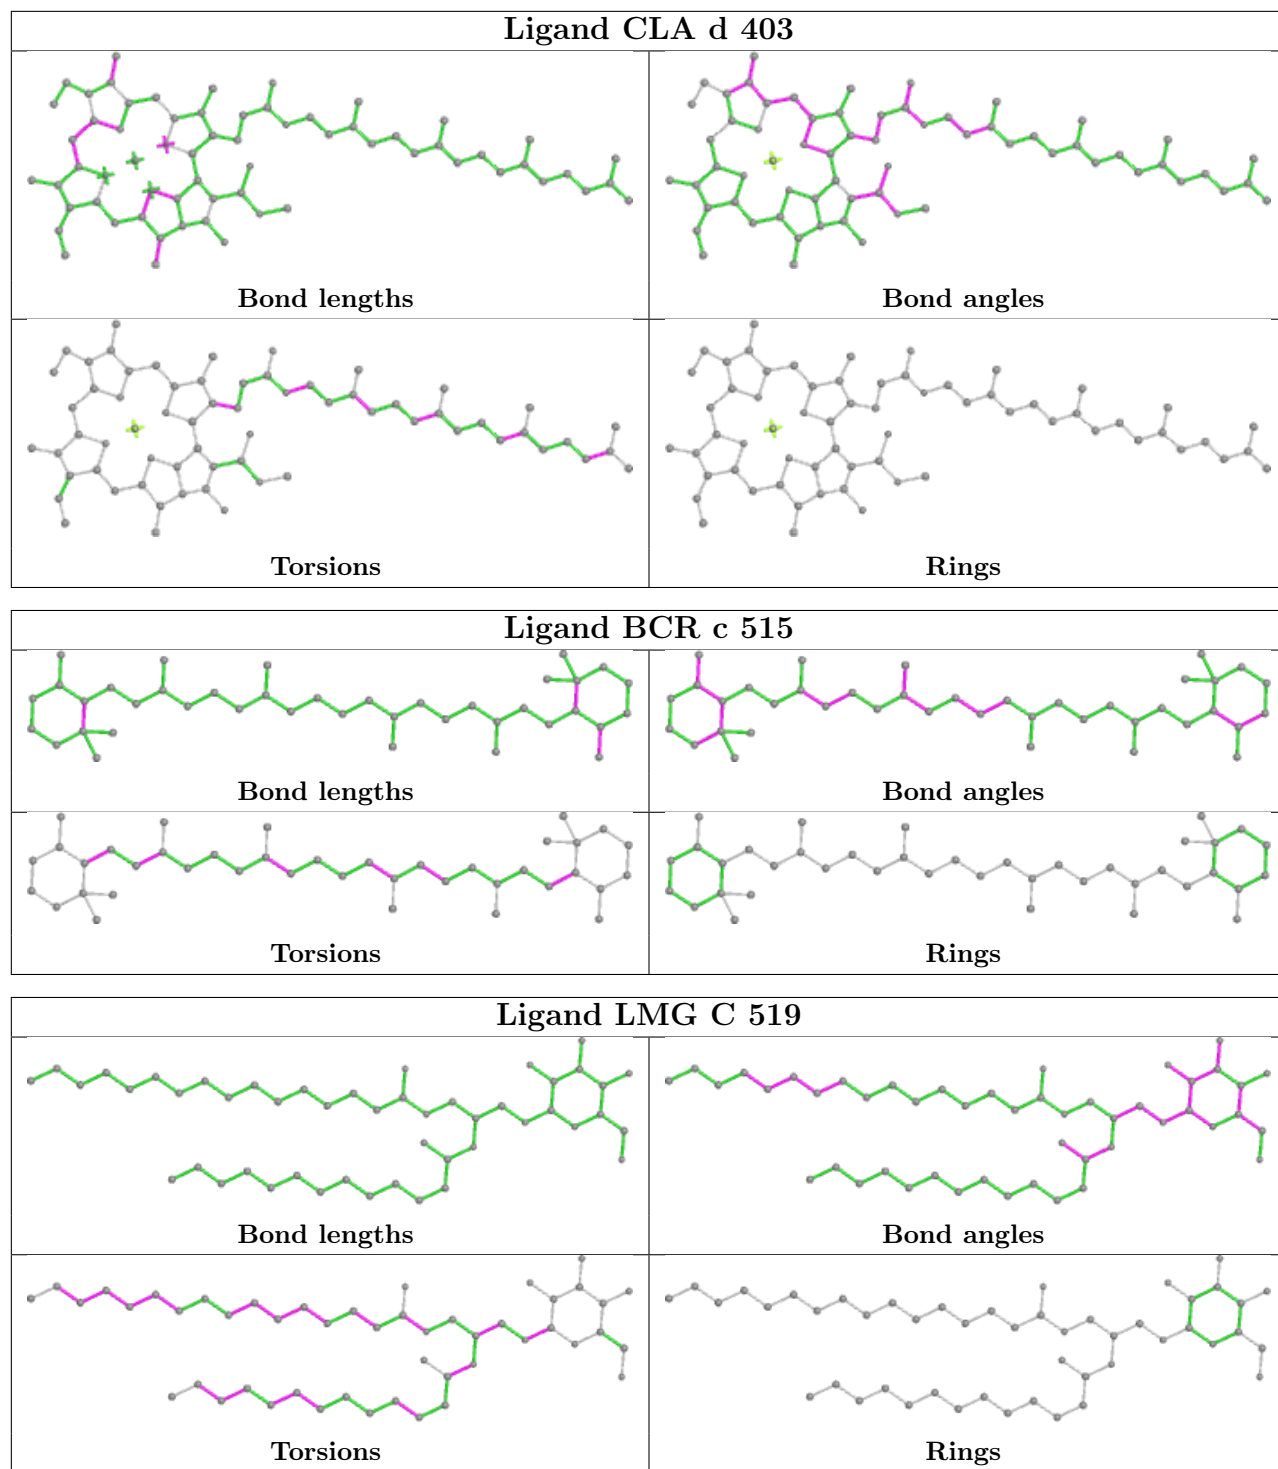 Ligand CLA d 403
Bond lengths
Bond angles
Torsions
Rings
Ligand BCR c 515
Bond lengths
Bond angles
Torsions
Rings
Ligand LMG C 519
Bond lengths
Bond angles
Torsions
Rings